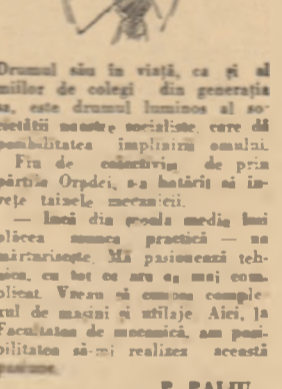 Drumul său în viață, ca și al
miilor de colegi din generația
sa, este drumul luminos al so-
cietății noastre socialiste, care dă
posibilitatea împlinirii omului.
Fiu de colectiviști de prin
părțile Orșdei, s-a hotărît să în-
vețe tainele mecanicii.
— Încă din școala medie îmi
plăcea munca practică — ne
mărturisește. Mă pasionează teh-
nica, cu tot ce are ea mai com-
plicat. Vreau să cunosc comple-
xul de mașini și utilaje. Aici, la
Facultatea de mecanică, am posi-
bilitatea să-mi realizez această
pasiune.
P. PALIU